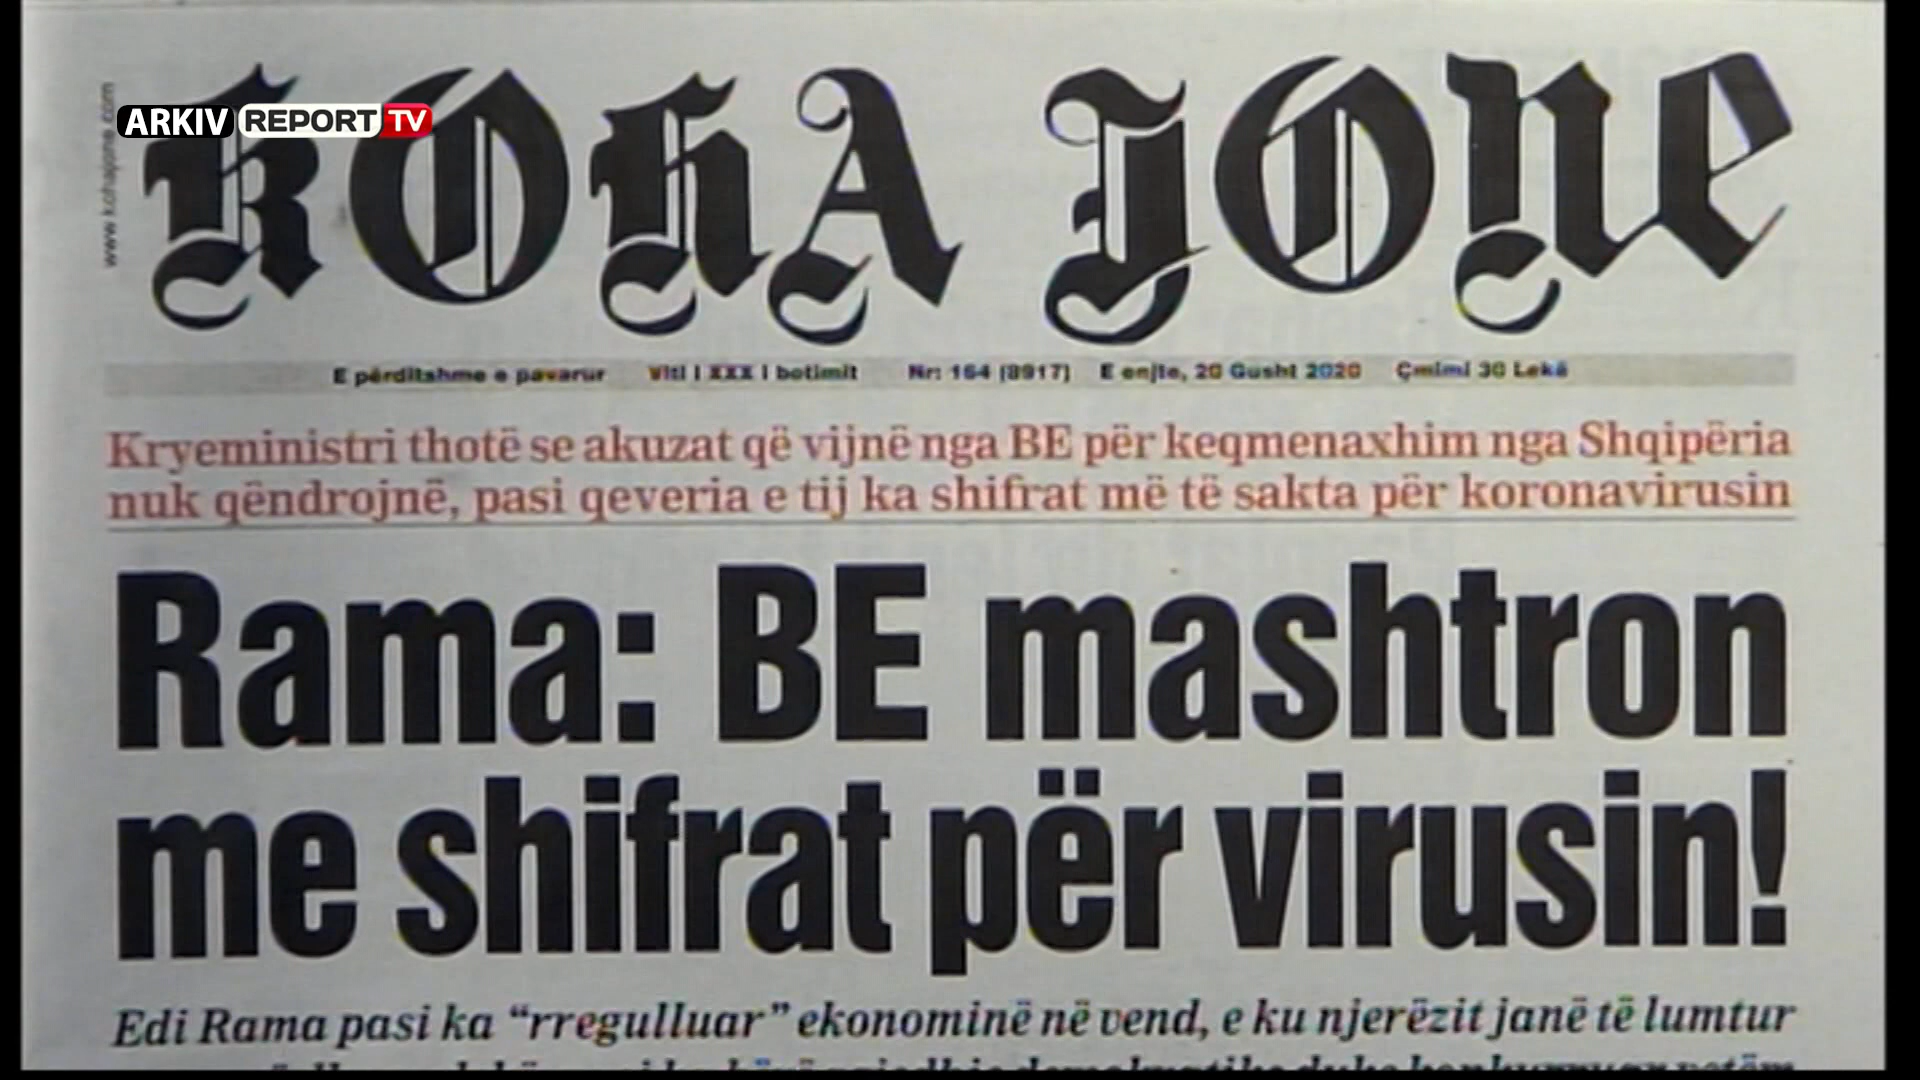 www.kohajone.com
ARKIV REPORT TV
KOHA JONE
E përditshme e pavarur Viti i XXX i botimit Nr: 164 (8917) E enjte, 20 Gusht 2020 Çmimi 30 Lekë
Kryeministri thotë se akuzat që vijnë nga BE për keqmenaxhim nga Shqipëria
nuk qëndrojnë, pasi qeveria e tij ka shifrat më të sakta për koronavirusin
Rama: BE mashtron
me shifrat për virusin!
Edi Rama pasi ka “rregulluar” ekonominë në vend, e ku njerëzit janë të lumtur